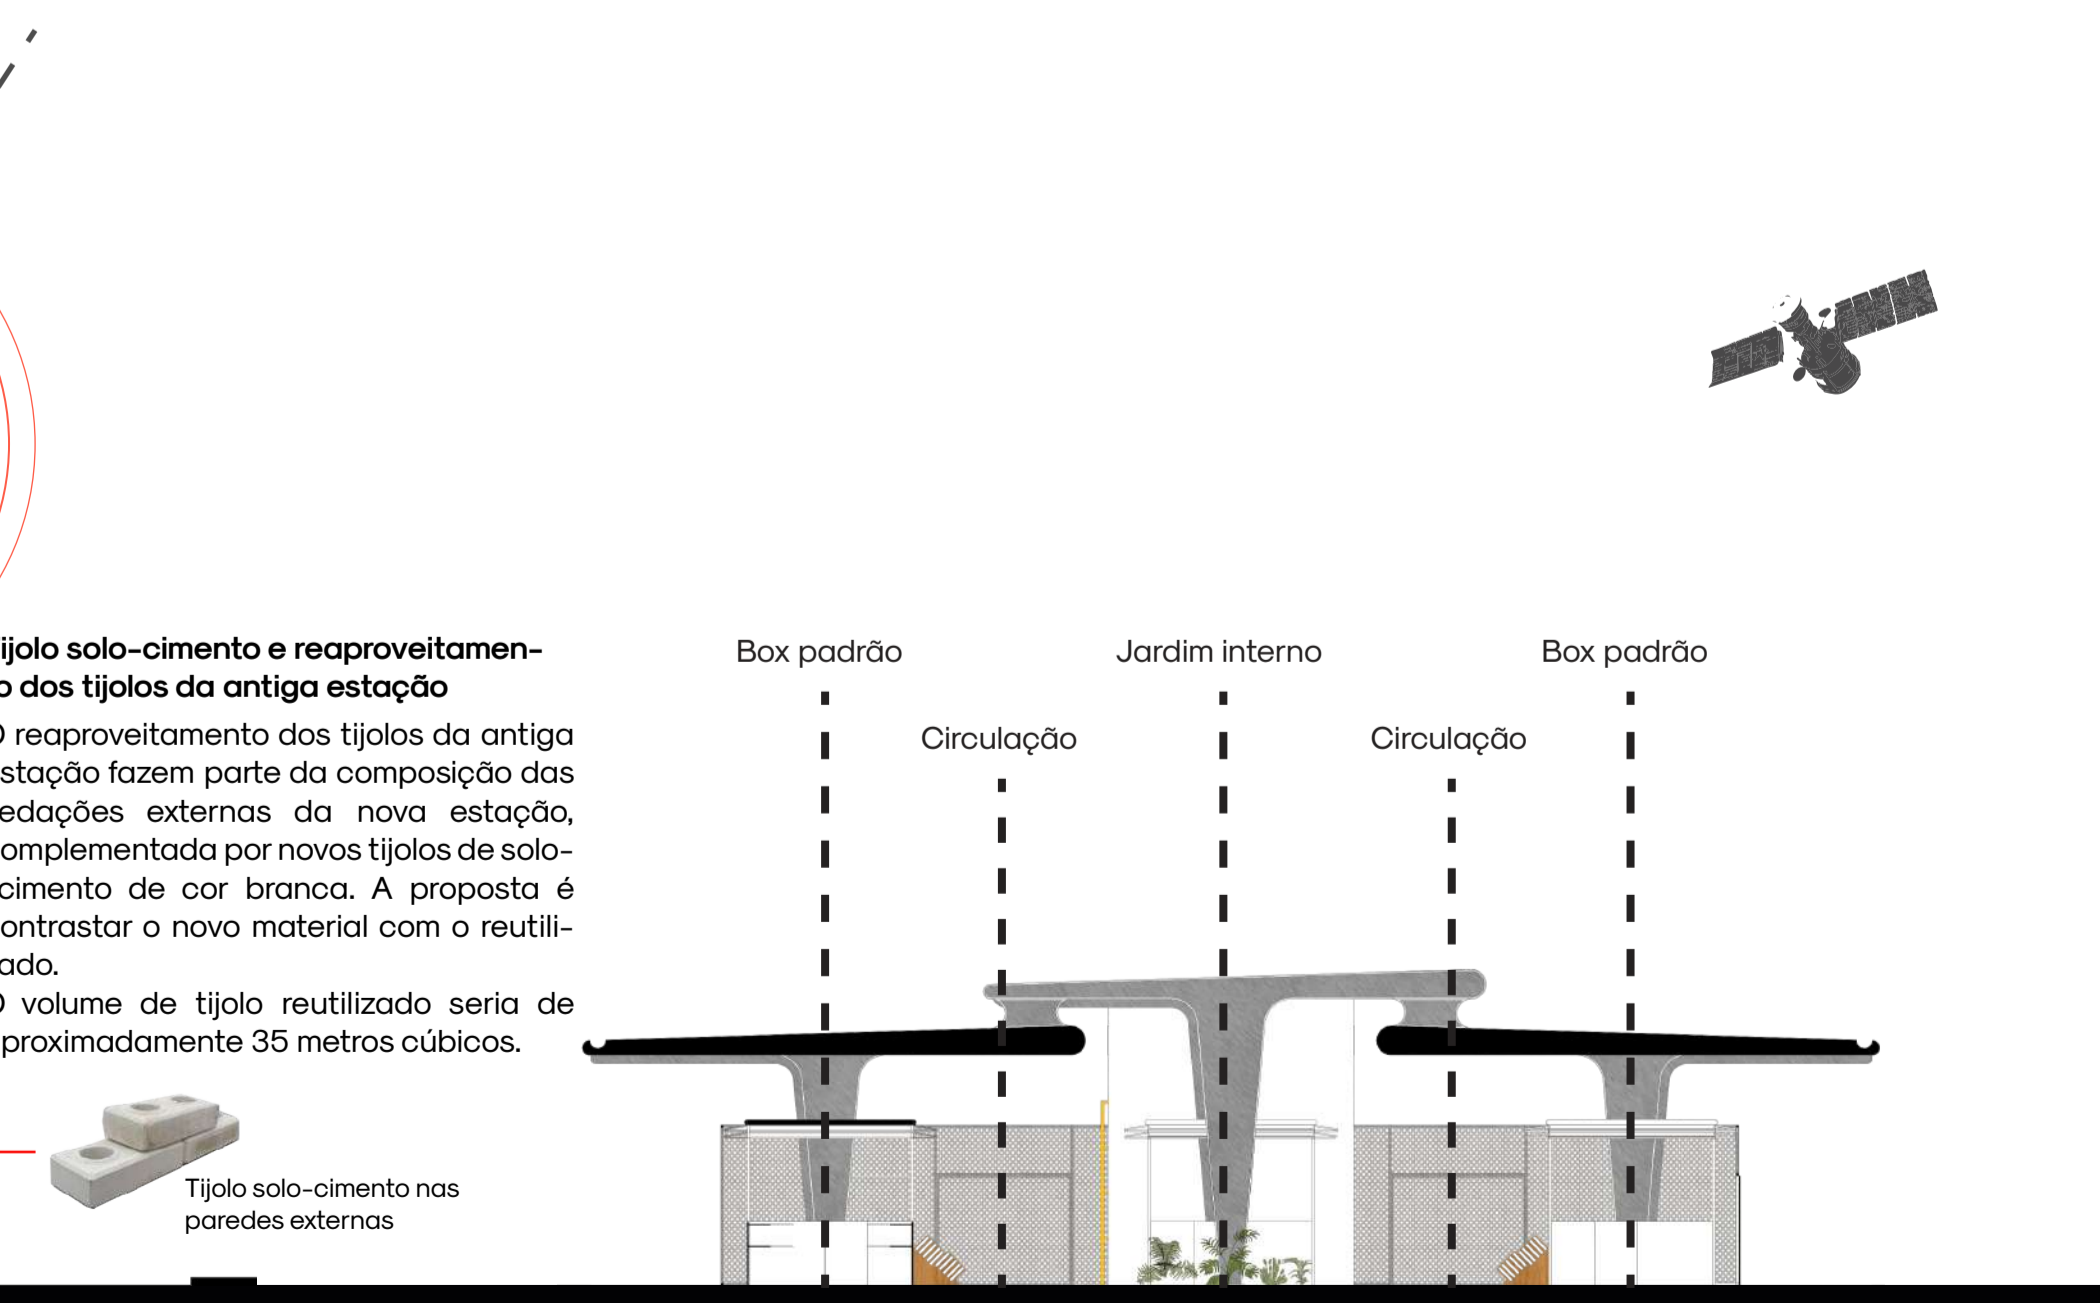 ijolo solo-cimento e reaproveitamen-
o dos tijolos da antiga estação
O reaproveitamento dos tijolos da antiga
stação fazem parte da composição das
edações externas da nova estação,
omplementada por novos tijolos de solo-
cimento de cor branca. A proposta é
ontrastar o novo material com o reutili-
ado.
O volume de tijolo reutilizado seria de
proximadamente 35 metros cúbicos.
Tijolo solo-cimento nas
paredes externas
Box padrão
Jardim interno
Box padrão
Circulação
Circulação